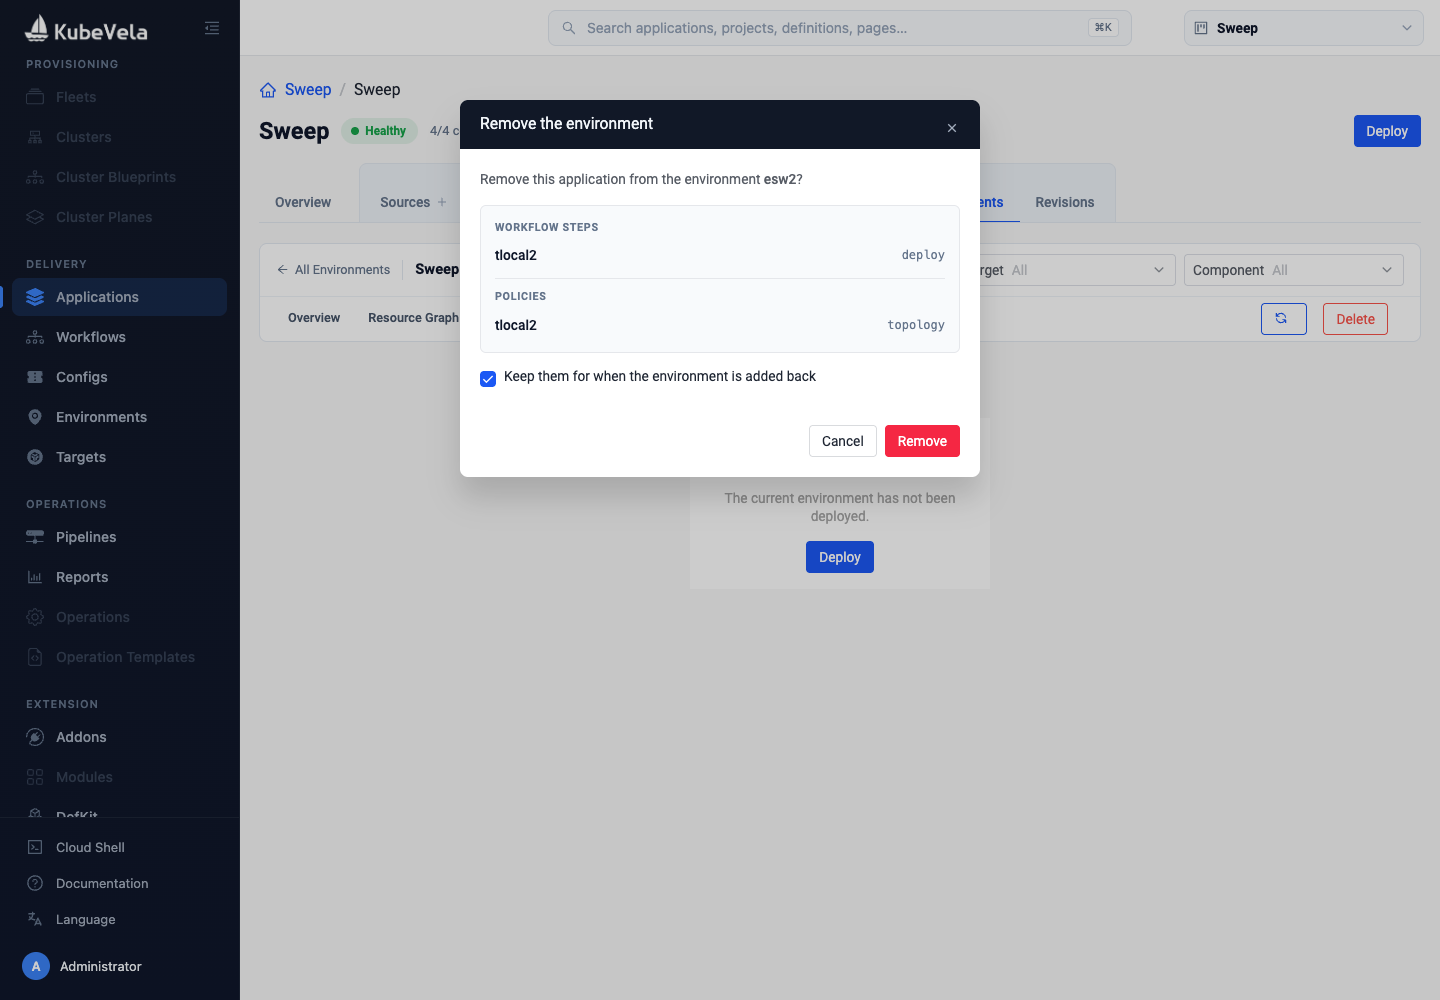 KubeVela
PROVISIONING
Fleets
Clusters
Cluster Blueprints
Cluster Planes
DELIVERY
Applications
Workflows
Configs
Environments
Targets
OPERATIONS
Pipelines
Reports
Operations
Operation Templates
EXTENSION
Addons
Modules
DefKit
Cloud Shell
Documentation
Language
A Administrator
Search applications, projects, definitions, pages... ⌘K
Sweep
Sweep / Sweep
Sweep Healthy 4/4 c
Deploy
Overview Sources + ents Revisions
All Environments Sweep rget All Component All
Overview Resource Graph Delete
Remove the environment
Remove this application from the environment esw2?
WORKFLOW STEPS
tlocal2 deploy
POLICIES
tlocal2 topology
Keep them for when the environment is added back
Cancel Remove
The current environment has not been
deployed.
Deploy